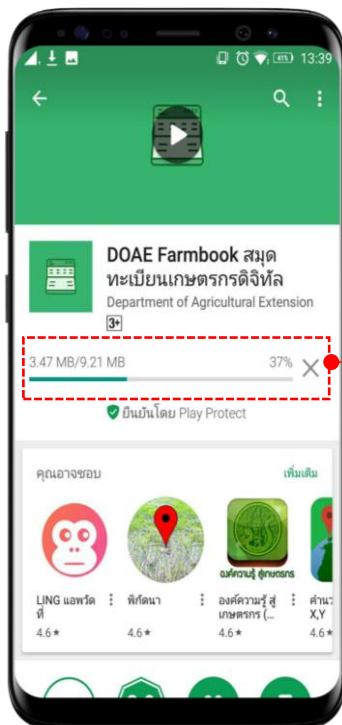 13:39
DOAE Farmbook สมุด
ทะเบียนเกษตรกรดิจิทัล
Department of Agricultural Extension
3+
3.47 MB/9.21 MB 37%
ยืนยันโดย Play Protect
คุณอาจชอบ เพิ่มเติม
องค์ความรู้ สู่เกษตรกร
LING แอพวัด
ที่
พิกัดนา
องค์ความรู้ สู่
เกษตรกร (...
คำนว
X,Y
4.6★ 4.6★ 4.6★ 4.6★